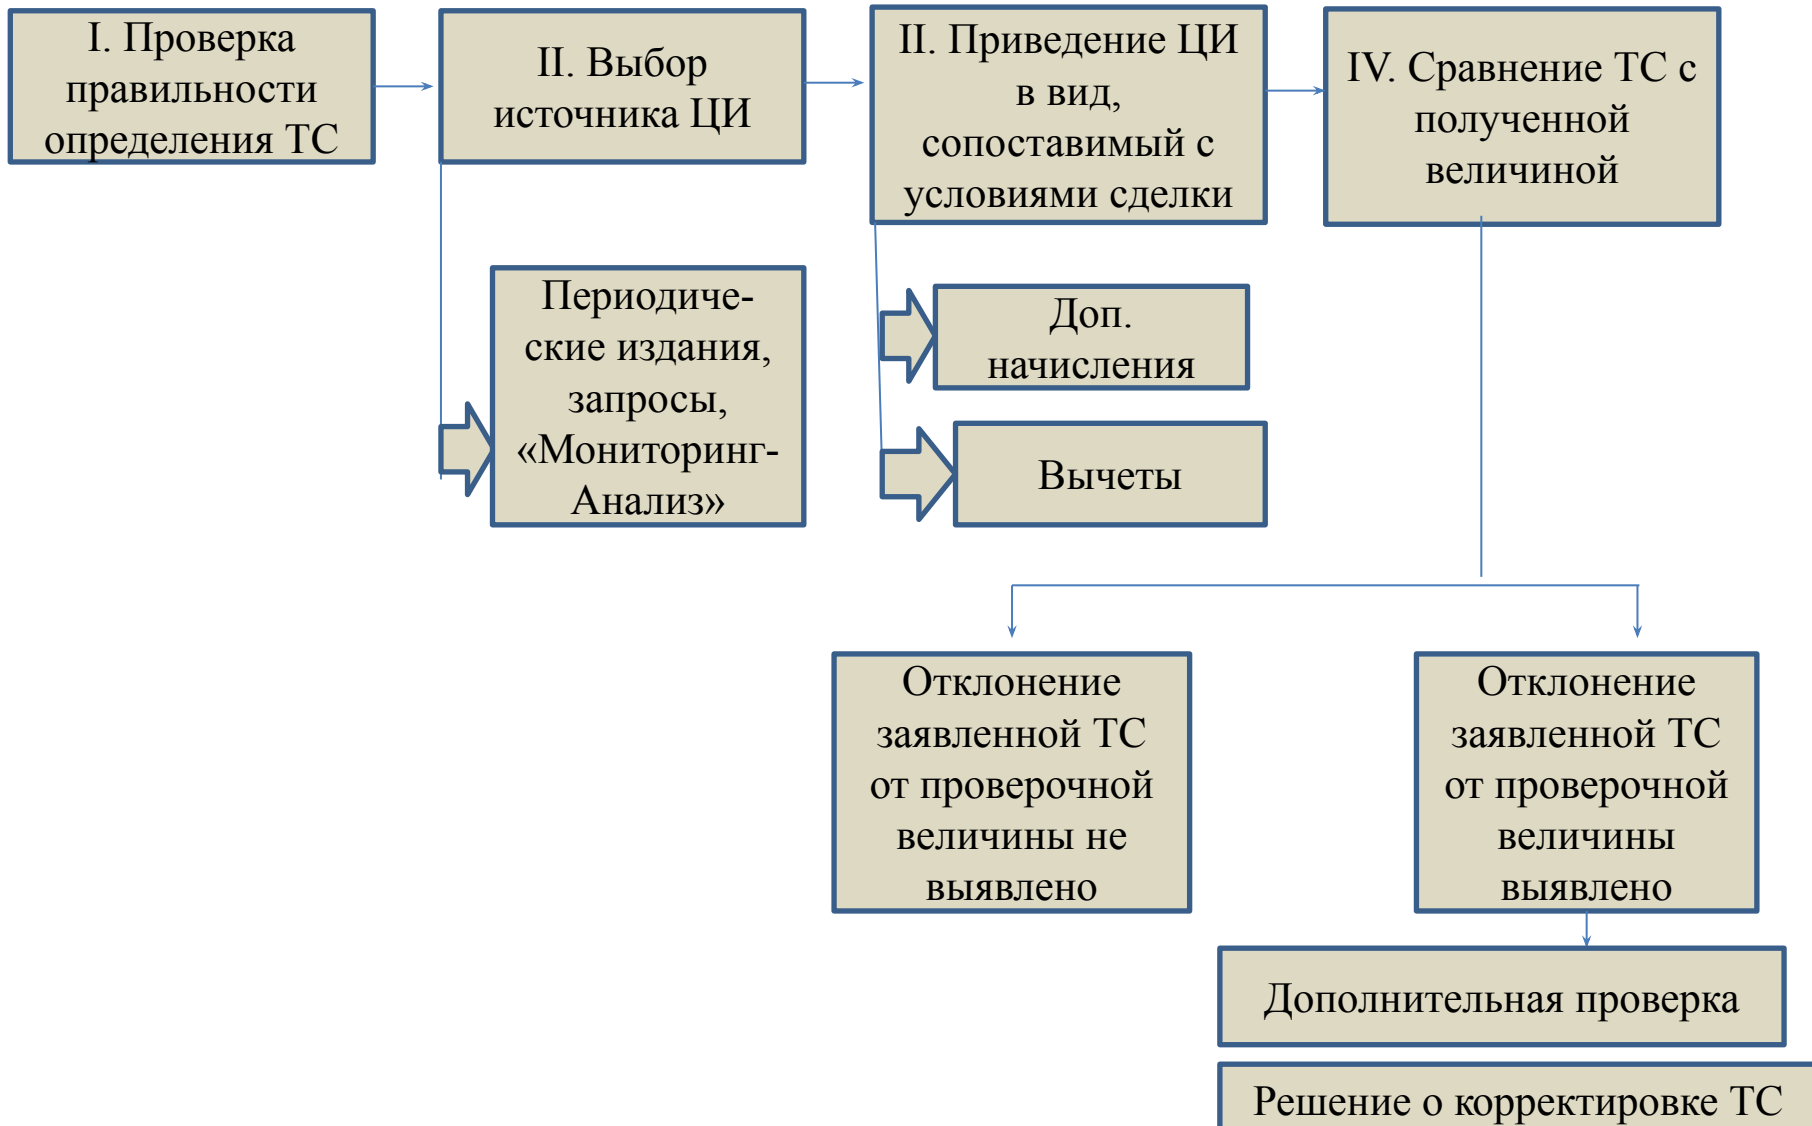 I. Проверка
правильности
определения ТС
II. Выбор
источника ЦИ
II. Приведение ЦИ
в вид,
сопоставимый с
условиями сделки
IV. Сравнение ТС с
полученной
величиной
Периодиче-
ские издания,
запросы,
«Мониторинг-
Анализ»
Доп.
начисления
Вычеты
Отклонение
заявленной ТС
от проверочной
величины не
выявлено
Отклонение
заявленной ТС
от проверочной
величины
выявлено
Дополнительная проверка
Решение о корректировке ТС